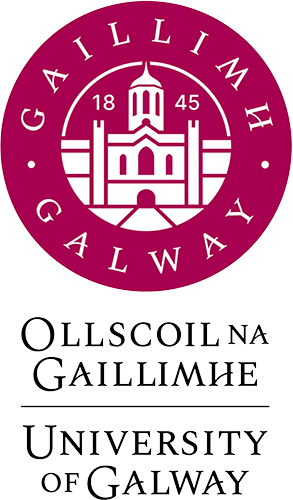 GAILLIMH
18 45
GALWAY
OLLSCOIL NA
GAILLIMHE
UNIVERSITY
OF GALWAY